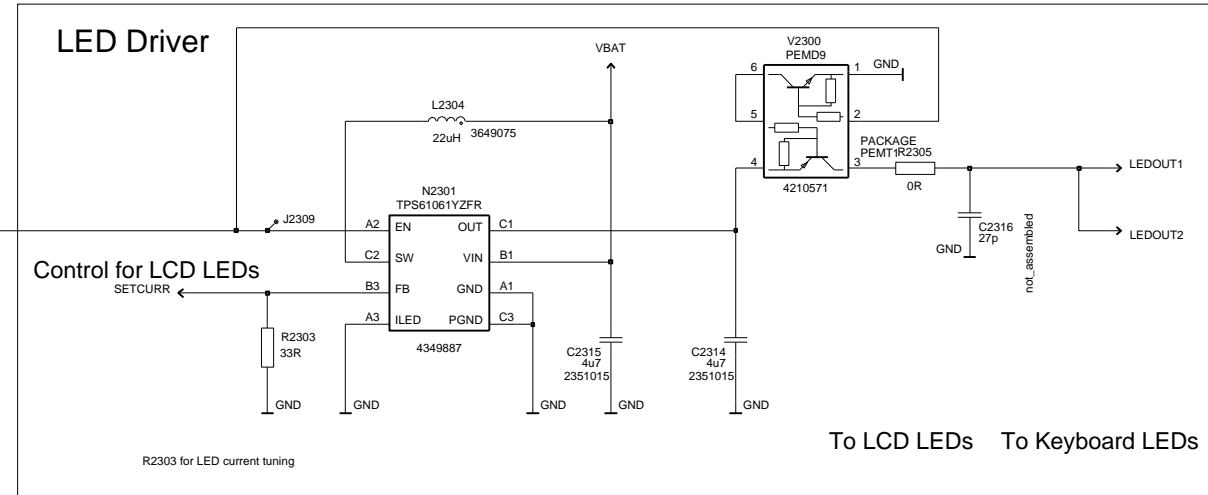 LED Driver
VBAT
V2300
PEMD9
6
1
GND
5
2
L2304
22uH
3649075
PACKAGE
PEMT1
R2305
4
3
0R
4210571
LEDOUT1
LEDOUT2
C2316
27p
GND
not_assembled
N2301
TPS61061YZFR
J2309
A2
EN
OUT
C1
C2
SW
VIN
B1
Control for LCD LEDs
SETCURR
B3
FB
GND
A1
A3
ILED
PGND
C3
4349887
R2303
33R
C2315
4u7
2351015
C2314
4u7
2351015
GND
GND
GND
GND
GND
To LCD LEDs
To Keyboard LEDs
R2303 for LED current tuning